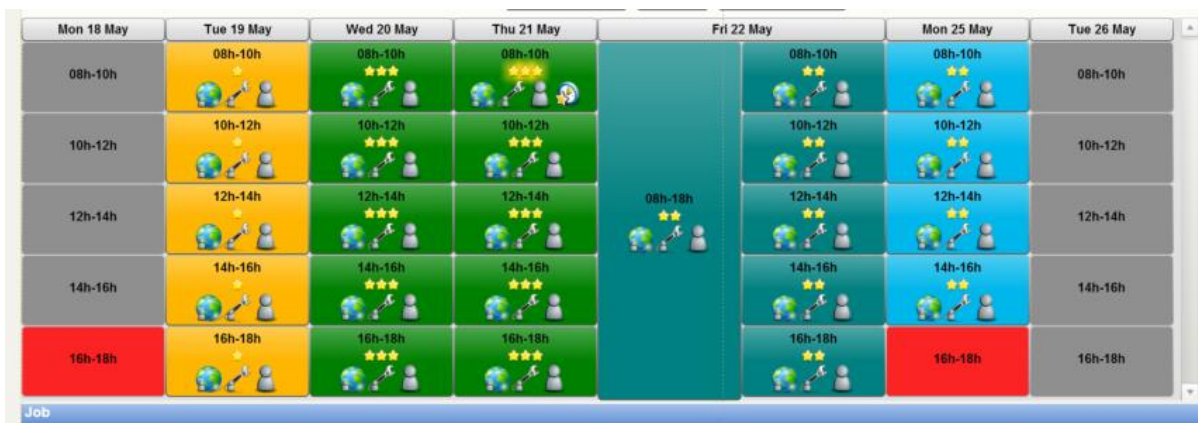 Mon 18 May Tue 19 May Wed 20 May Thu 21 May Fri 22 May Mon 25 May Tue 26 May
08h-10h 08h-10h 08h-10h 08h-10h 08h-10h 08h-10h 08h-10h
10h-12h 10h-12h 10h-12h 10h-12h 10h-12h 10h-12h 10h-12h
12h-14h 12h-14h 12h-14h 12h-14h 08h-18h 12h-14h 12h-14h 12h-14h
14h-16h 14h-16h 14h-16h 14h-16h 14h-16h 14h-16h 14h-16h
16h-18h 16h-18h 16h-18h 16h-18h 16h-18h 16h-18h 16h-18h
Job